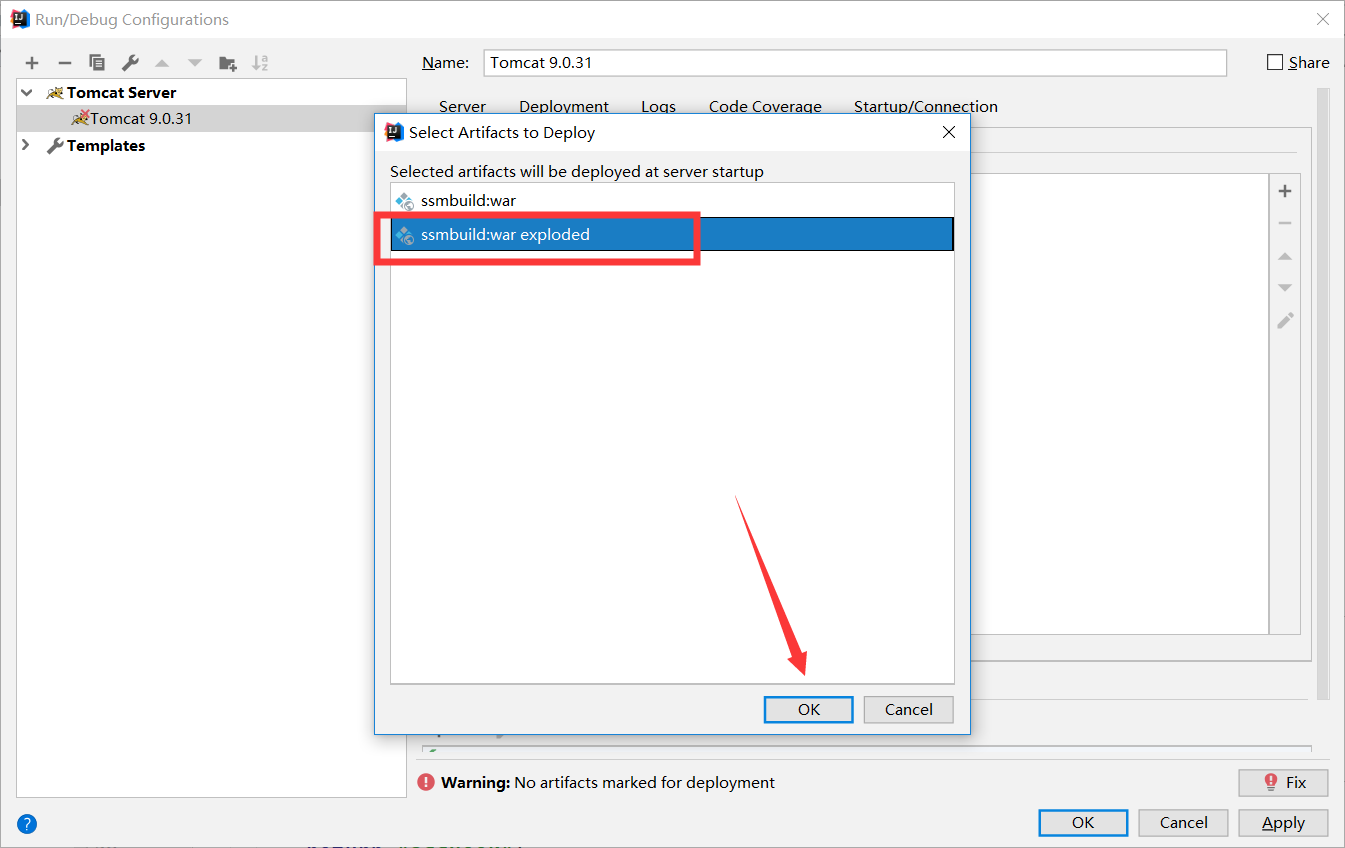 Run/Debug Configurations
Name: Tomcat 9.0.31 Share
Tomcat Server
Tomcat 9.0.31
Templates
Server Deployment Logs Code Coverage Startup/Connection
Select Artifacts to Deploy
Selected artifacts will be deployed at server startup
ssmbuild:war
ssmbuild:war exploded
OK Cancel
Warning: No artifacts marked for deployment Fix
? OK Cancel Apply